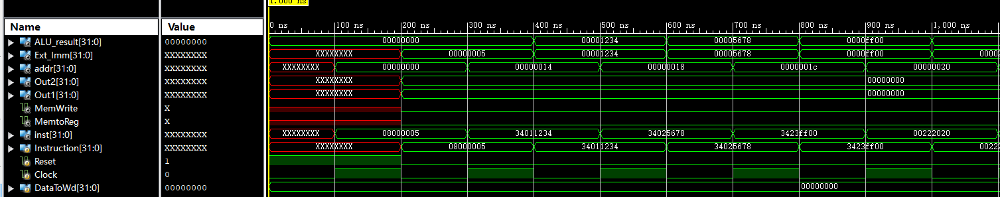 1.000 ns
Name Value 0 ns 100 ns 200 ns 300 ns 400 ns 500 ns 600 ns 700 ns 800 ns 900 ns 1,000 ns
ALU_result[31:0] 00000000 00000000 00001234 00005678 0000ff00
Ext_Imm[31:0] XXXXXXXX XXXXXXXX 00000005 00001234 00005678 0000ff00 00002
addr[31:0] XXXXXXXX XXXXXXXX 00000000 00000014 00000018 0000001c 00000020
Out2[31:0] XXXXXXXX XXXXXXXX 00000000
Out1[31:0] XXXXXXXX XXXXXXXX 00000000
MemWrite X
MemtoReg X
inst[31:0] XXXXXXXX XXXXXXXX 08000005 34011234 34025678 3423ff00 00222020
Instruction[31:0] XXXXXXXX XXXXXXXX 08000005 34011234 34025678 3423ff00 00222
Reset 1
Clock 0
DataToWd[31:0] 00000000 00000000